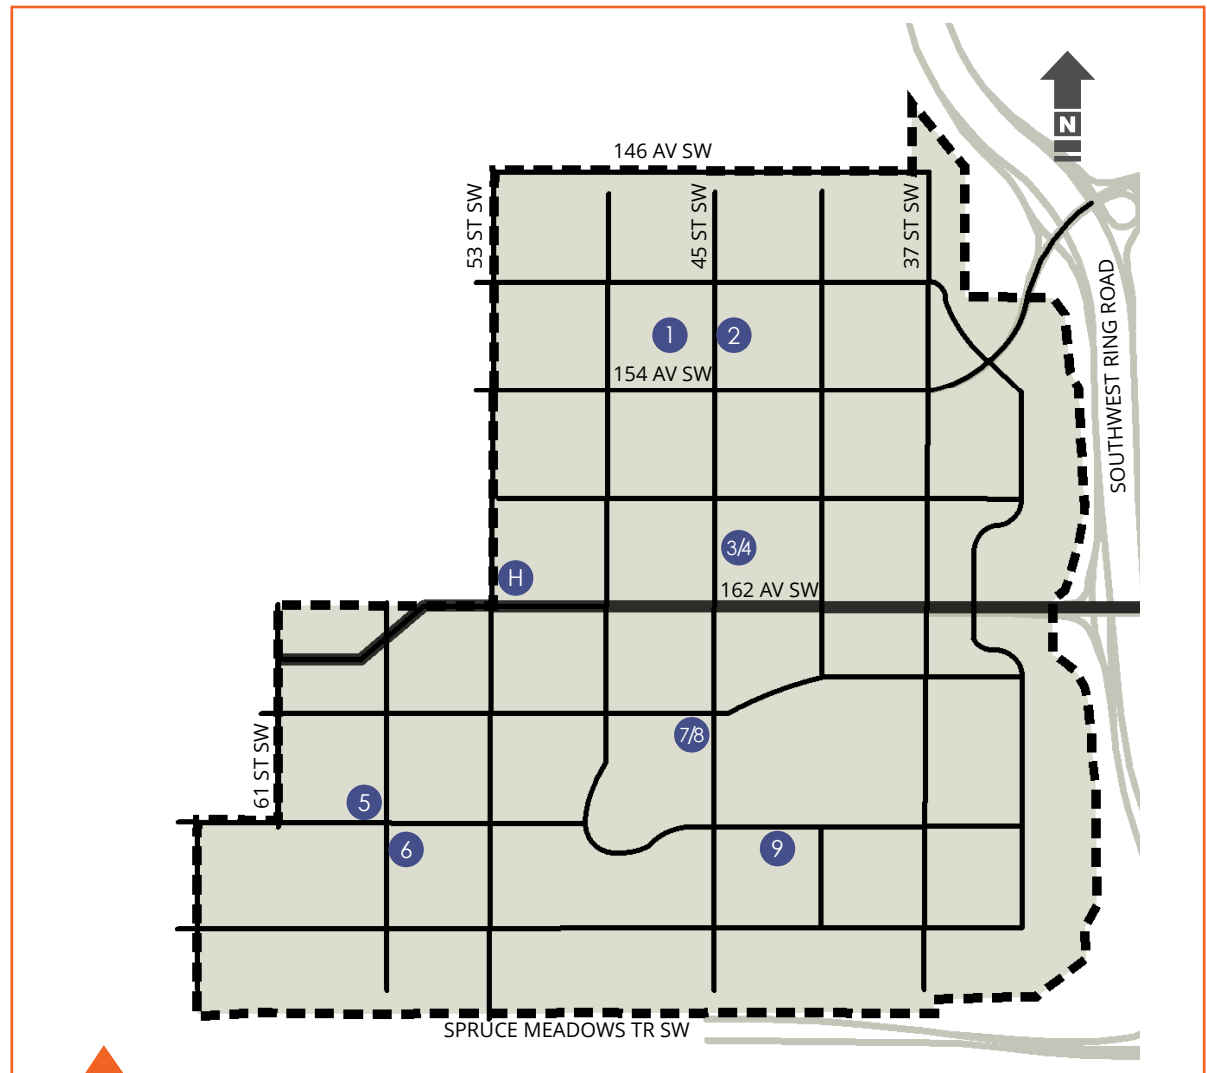 N
146 AV SW
53 ST SW
45 ST SW
37 ST SW
SOUTHWEST RING ROAD
1
2
154 AV SW
3/4
H
162 AV SW
7/8
61 ST SW
5
6
9
SPRUCE MEADOWS TR SW